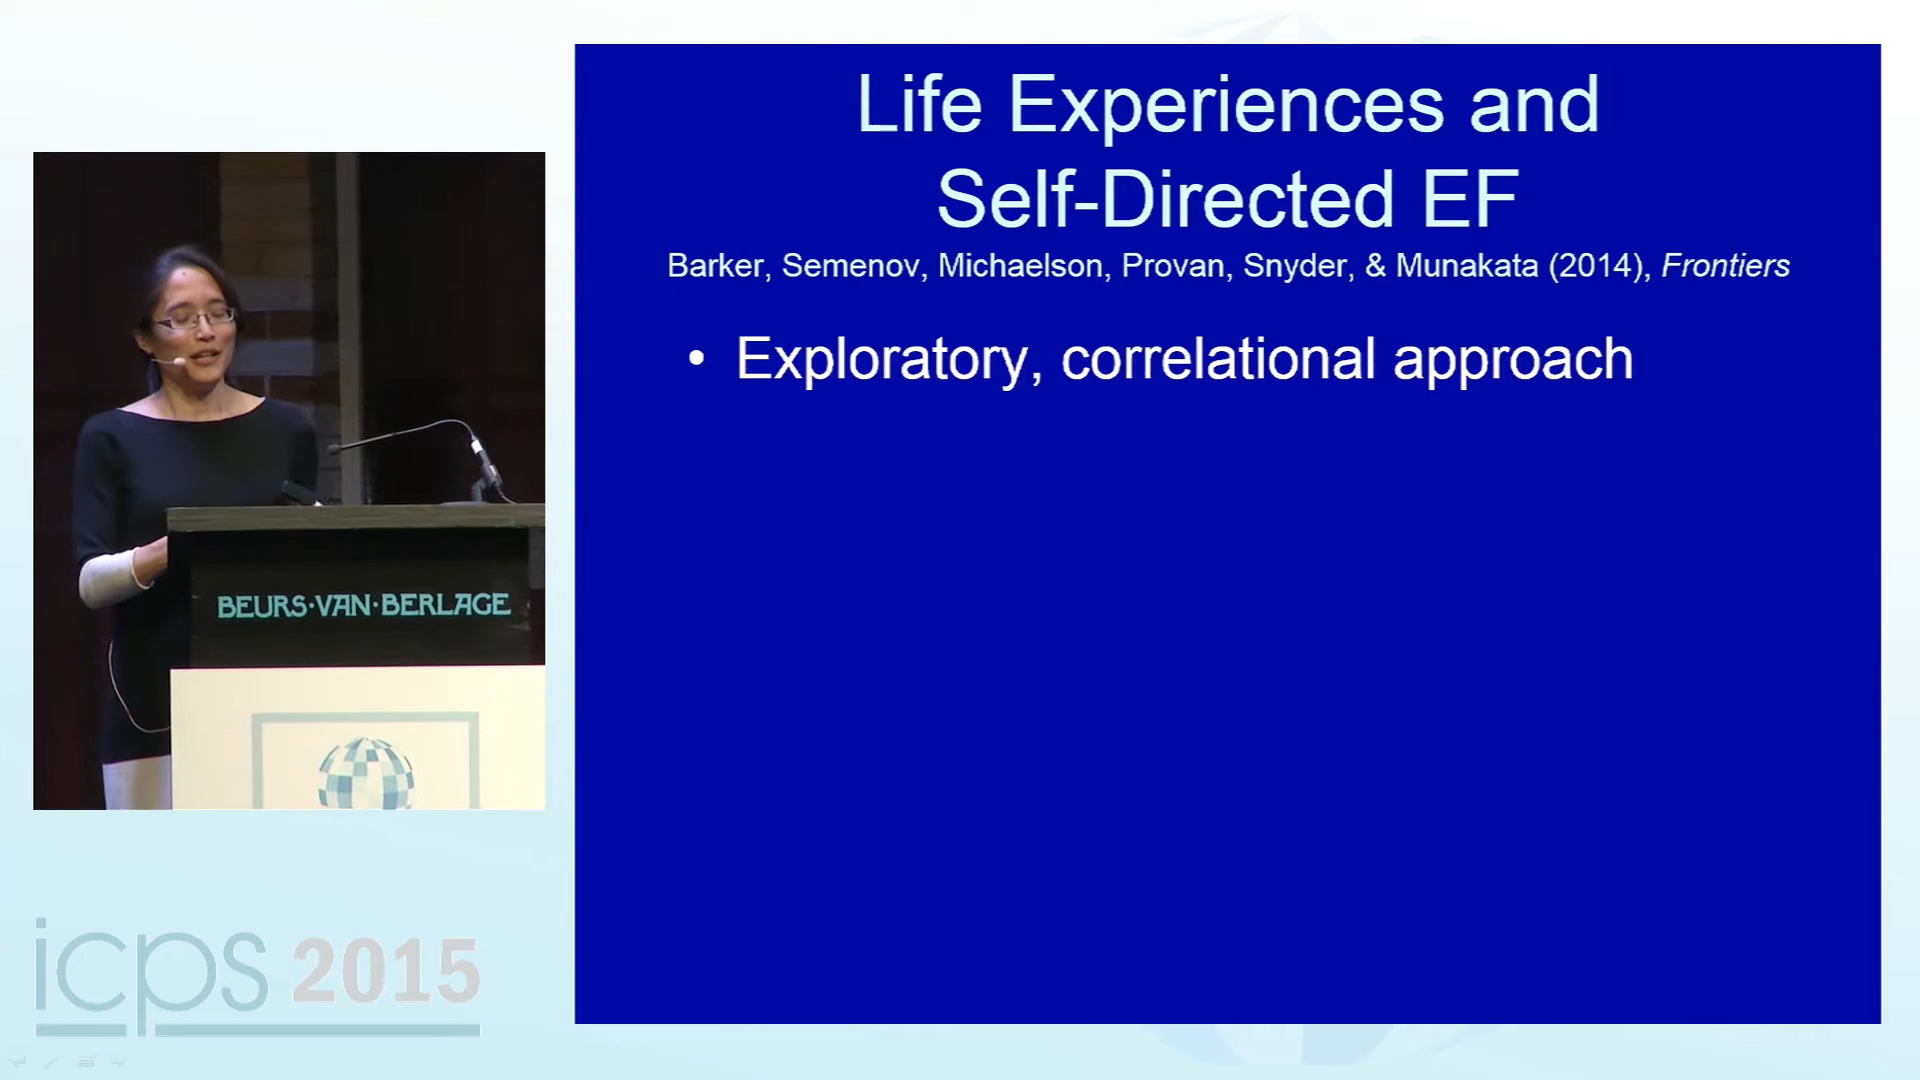 Life Experiences and
Self-Directed EF
Barker, Semenov, Michaelson, Provan, Snyder, & Munakata (2014), Frontiers
• Exploratory, correlational approach
BEURS·VAN·BERLAGE
icps 2015